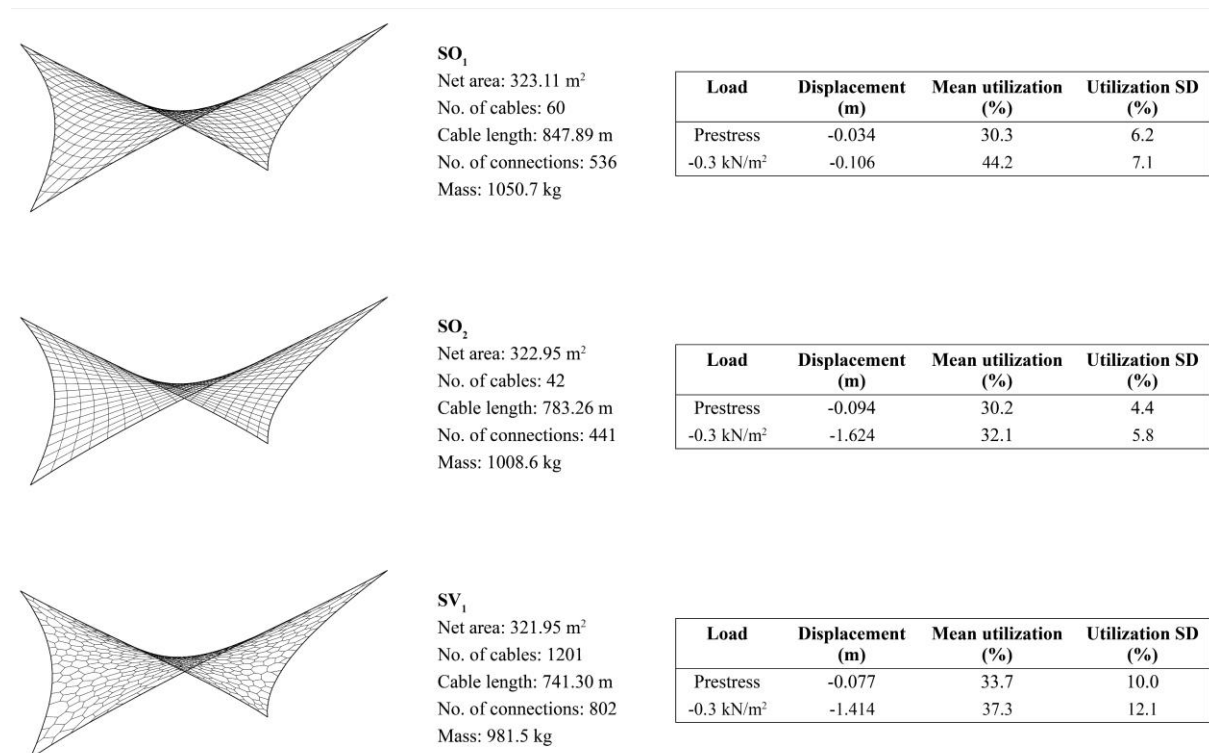 SO₁
Net area: 323.11 m²
No. of cables: 60
Cable length: 847.89 m
No. of connections: 536
Mass: 1050.7 kg
Load Displacement (m) Mean utilization (%) Utilization SD (%)
Prestress -0.034 30.3 6.2
-0.3 kN/m² -0.106 44.2 7.1
SO₂
Net area: 322.95 m²
No. of cables: 42
Cable length: 783.26 m
No. of connections: 441
Mass: 1008.6 kg
Load Displacement (m) Mean utilization (%) Utilization SD (%)
Prestress -0.094 30.2 4.4
-0.3 kN/m² -1.624 32.1 5.8
SV₁
Net area: 321.95 m²
No. of cables: 1201
Cable length: 741.30 m
No. of connections: 802
Mass: 981.5 kg
Load Displacement (m) Mean utilization (%) Utilization SD (%)
Prestress -0.077 33.7 10.0
-0.3 kN/m² -1.414 37.3 12.1